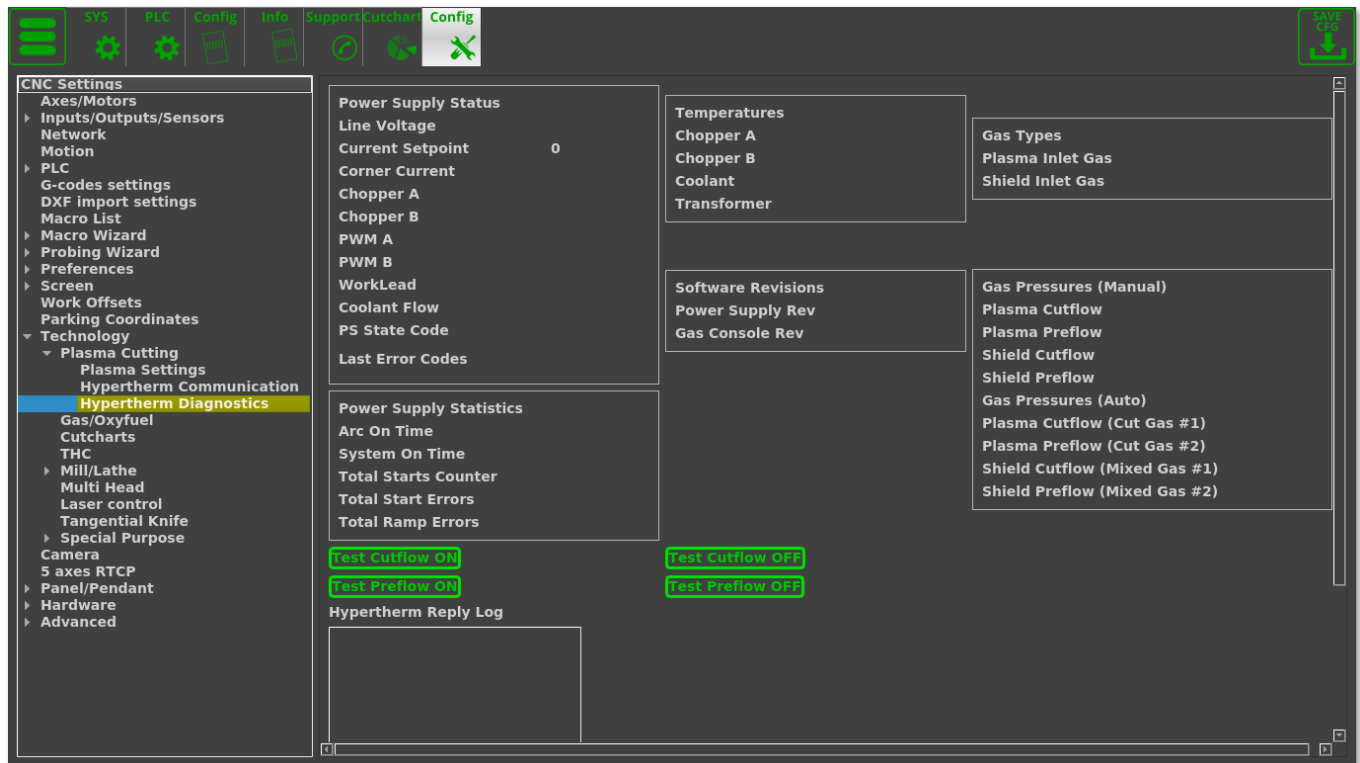 SYS
PLC
Config
Info
Support
Cutchart
Config
SAVE
CFG
CNC Settings
Axes/Motors
Inputs/Outputs/Sensors
Network
Motion
PLC
G-codes settings
DXF import settings
Macro List
Macro Wizard
Probing Wizard
Preferences
Screen
Work Offsets
Parking Coordinates
Technology
Plasma Cutting
Plasma Settings
Hypertherm Communication
Hypertherm Diagnostics
Gas/Oxyfuel
Cutcharts
THC
Mill/Lathe
Multi Head
Laser control
Tangential Knife
Special Purpose
Camera
5 axes RTCP
Panel/Pendant
Hardware
Advanced
Power Supply Status
Line Voltage
Current Setpoint 0
Corner Current
Chopper A
Chopper B
PWM A
PWM B
WorkLead
Coolant Flow
PS State Code
Last Error Codes
Power Supply Statistics
Arc On Time
System On Time
Total Starts Counter
Total Start Errors
Total Ramp Errors
Temperatures
Chopper A
Chopper B
Coolant
Transformer
Software Revisions
Power Supply Rev
Gas Console Rev
Gas Types
Plasma Inlet Gas
Shield Inlet Gas
Gas Pressures (Manual)
Plasma Cutflow
Plasma Preflow
Shield Cutflow
Shield Preflow
Gas Pressures (Auto)
Plasma Cutflow (Cut Gas #1)
Plasma Preflow (Cut Gas #2)
Shield Cutflow (Mixed Gas #1)
Shield Preflow (Mixed Gas #2)
Test Cutflow ON
Test Cutflow OFF
Test Preflow ON
Test Preflow OFF
Hypertherm Reply Log